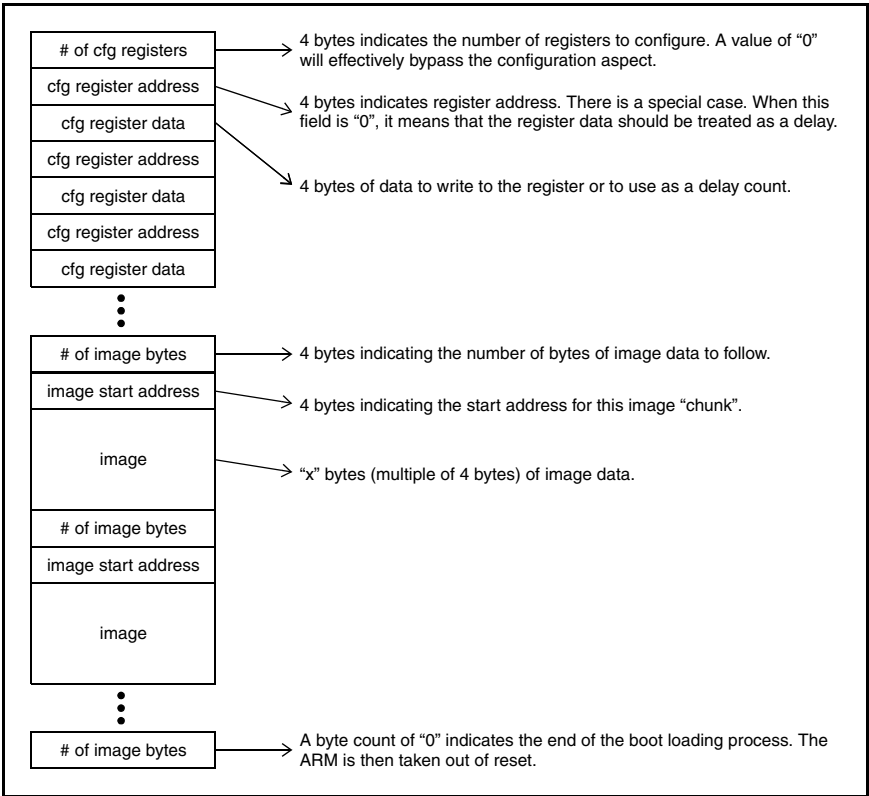 # of cfg registers
4 bytes indicates the number of registers to configure. A value of “0”
will effectively bypass the configuration aspect.
cfg register address
4 bytes indicates register address. There is a special case. When this
field is “0”, it means that the register data should be treated as a delay.
cfg register data
cfg register address
4 bytes of data to write to the register or to use as a delay count.
cfg register data
cfg register address
cfg register data
# of image bytes
4 bytes indicating the number of bytes of image data to follow.
image start address
4 bytes indicating the start address for this image “chunk”.
image
“x” bytes (multiple of 4 bytes) of image data.
# of image bytes
image start address
image
# of image bytes
A byte count of “0” indicates the end of the boot loading process. The
ARM is then taken out of reset.